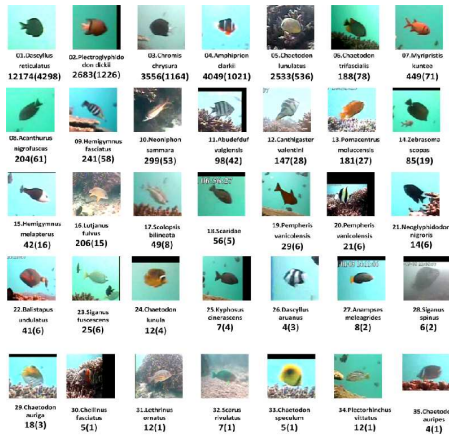 01.Dascyllus 02.Plectroglyphido 03.Chromis 04.Amphiprion 05.Chaetodon 06.Chaetodon 07.Myripristis
reticulatus don dickii chrysura clarkii lunulatus trifascialis kuntee
12174(4298) 2683(1226) 3556(1164) 4049(1021) 2533(536) 188(78) 449(71)
08.Acanthurus 09.Hemigymnus 10.Neoniphon 11.Abudefduf 12.Canthigaster 13.Pomacentrus 14.Zebrasoma
nigrofuscus fasciatus sammara vaigiensis valentini moluccensis scopas
204(61) 241(58) 299(53) 98(42) 147(28) 181(27) 85(19)
15.Hemigymnus 16.Lutjanus 17.Scolopsis 18.Scaridae 19.Pempheris 20.Pempheris 21.Neoglyphidodon
melapterus fulvus bilineata vanicolensis vanicolensis nigroris
42(16) 206(15) 49(8) 56(5) 29(6) 21(6) 14(6)
22.Balistapus 23.Siganus 24.Chaetodon 25.Kyphosus 26.Dascyllus 27.Anampses 28.Siganus
undulatus fuscescens lunula cinerascens aruanus meleagrides spinus
41(6) 25(6) 12(4) 7(4) 4(3) 8(2) 6(2)
29.Chaetodon 30.Cheilinus 31.Lethrinus 32.Scarus 33.Chaetodon 34.Plectorhinchus 35.Chaetodon
auriga fasciatus ornatus rivulatus speculum vittatus auripes
18(3) 5(1) 12(1) 7(1) 5(1) 12(1) 4(1)